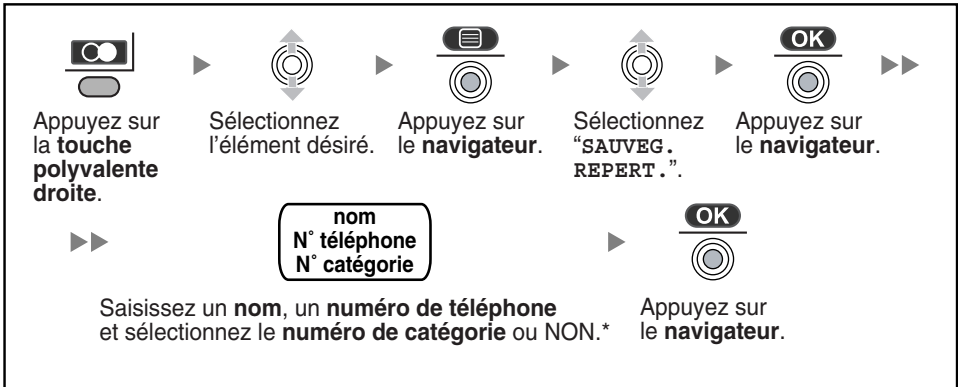 OK
Appuyez sur
la touche
polyvalente
droite.
Sélectionnez
l'élément désiré.
Appuyez sur
le navigateur.
Sélectionnez
“SAUVEG.
REPERT.”.
Appuyez sur
le navigateur.
nom
N˚ téléphone
N˚ catégorie
OK
Saisissez un nom, un numéro de téléphone
et sélectionnez le numéro de catégorie ou NON.*
Appuyez sur
le navigateur.